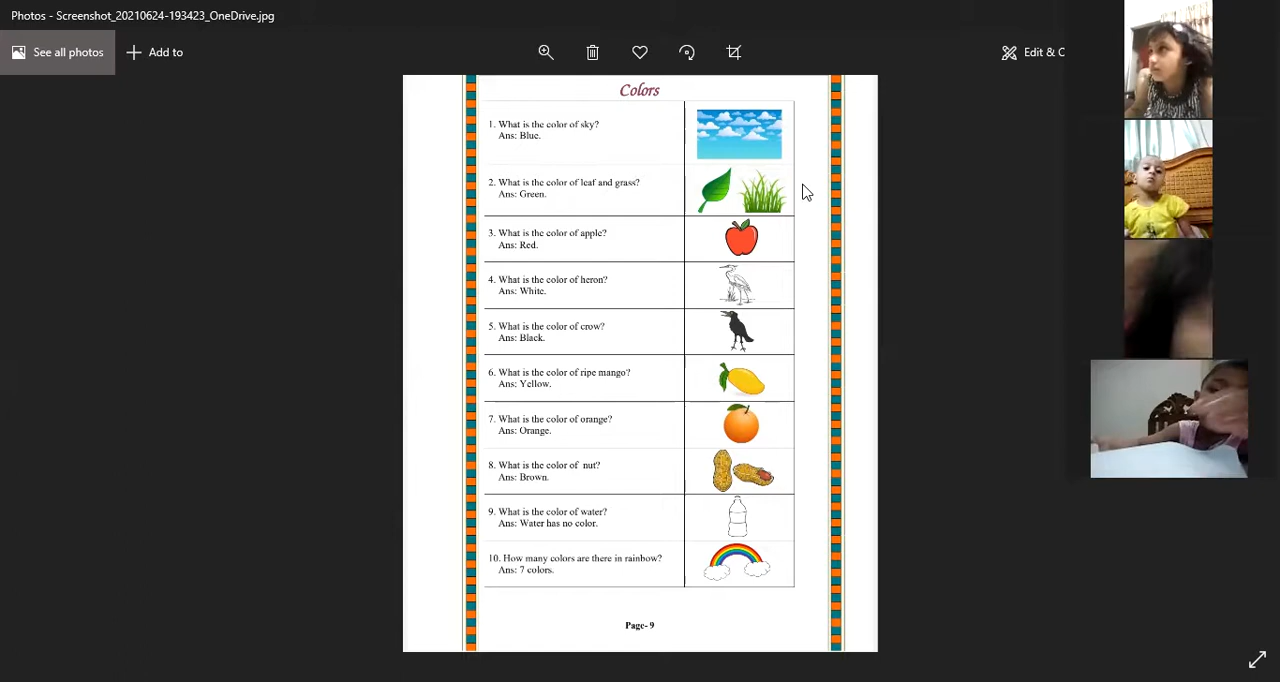 Photos - Screenshot_20210624-193423_OneDrive.jpg
See all photos
Add to
Edit & C
Colors
1. What is the color of sky?
Ans: Blue.
2. What is the color of leaf and grass?
Ans: Green.
3. What is the color of apple?
Ans: Red.
4. What is the color of heron?
Ans: White.
5. What is the color of crow?
Ans: Black.
6. What is the color of ripe mango?
Ans: Yellow.
7. What is the color of orange?
Ans: Orange.
8. What is the color of nut?
Ans: Brown.
9. What is the color of water?
Ans: Water has no color.
10. How many colors are there in rainbow?
Ans: 7 colors.
Page- 9